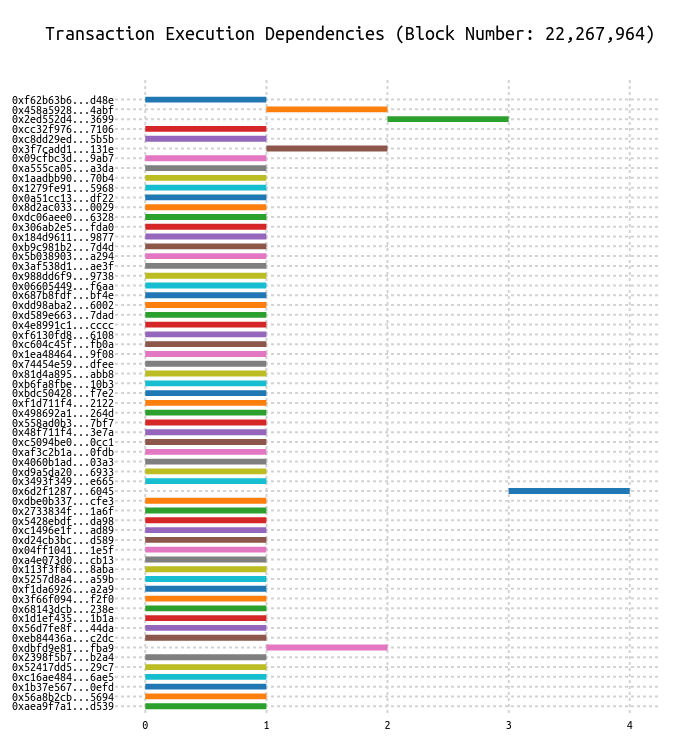 Transaction Execution Dependencies (Block Number: 22,267,964)
0xf62b63b6...d48e
0x458a5928...4abf
0x2ed552d4...3699
0xcc32f976...7106
0xc8dd29ed...5b5b
0x3f7cadd1...131e
0x09cfbc3d...9ab7
0xa555ca05...a3da
0x1aadbb90...70b4
0x1279fe91...5968
0x0a51cc13...df22
0x8d2ac033...0029
0xdc06aee0...6328
0x306ab2e5...fda0
0x184d9611...9877
0xb9c981b2...7d4d
0x5b038903...a294
0x3af538d1...ae3f
0x988dd6f9...9738
0x06605449...f6aa
0x687b8fdf...bf4e
0xdd98aba2...6002
0xd589e663...7dad
0x4e8991c1...cccc
0xf6130fd8...6108
0xc604c45f...fb0a
0x1ea48464...9f08
0x74454e59...dfee
0x81d4a895...abb8
0xb6fa8fbe...10b3
0xbdc50428...f7e2
0xf1d711f4...2122
0x498692a1...264d
0x558ad0b3...7bf7
0x48f711f4...3e7a
0xc5094be0...0cc1
0xaf3c2b1a...0fdb
0x4060b1ad...03a3
0xd9a5da20...6933
0x3493f349...e665
0x6d2f1287...6045
0xdbe0b337...cfe3
0x2733834f...1a6f
0x5428ebdf...da98
0xc1496e1f...ad89
0xd24cb3bc...d589
0x04ff1041...1e5f
0xa4e073d0...cb13
0x113f3f86...8aba
0x5257d8a4...a59b
0xf1da6926...a2a9
0x3f66f094...f2f0
0x68143dcb...238e
0x1d1ef435...1b1a
0x56d7fe8f...44da
0xeb84436a...c2dc
0xdbfd9e81...fba9
0x2398f5b7...b2a4
0x52417dd5...29c7
0xc16ae484...6ae5
0x1b37e567...0efd
0x56a8b2cb...5694
0xaea9f7a1...d539
0 1 2 3 4